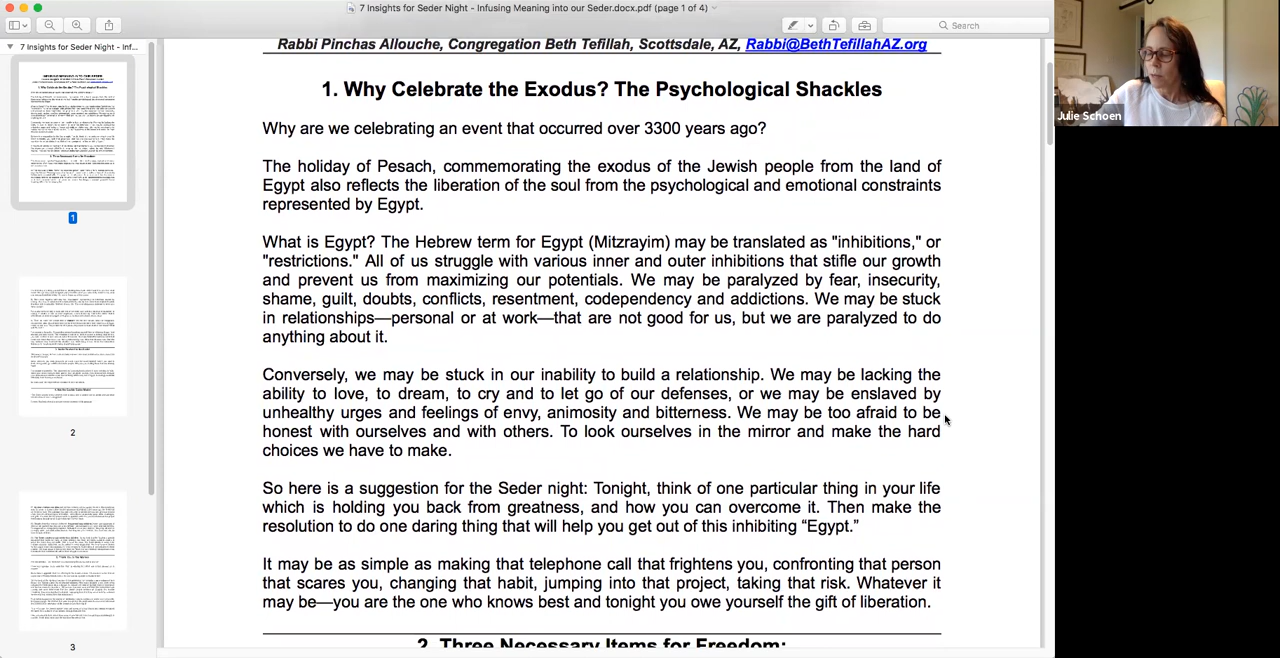 7 Insights for Seder Night - Infusing Meaning into our Seder.docx.pdf (page 1 of 4)
Search
7 Insights for Seder Night - Inf...
1
2
3
Rabbi Pinchas Allouche, Congregation Beth Tefillah, Scottsdale, AZ, Rabbi@BethTefillahAZ.org
1. Why Celebrate the Exodus? The Psychological Shackles
Why are we celebrating an event that occurred over 3300 years ago?
The holiday of Pesach, commemorating the exodus of the Jewish people from the land of
Egypt also reflects the liberation of the soul from the psychological and emotional constraints
represented by Egypt.
What is Egypt? The Hebrew term for Egypt (Mitzrayim) may be translated as "inhibitions," or
"restrictions." All of us struggle with various inner and outer inhibitions that stifle our growth
and prevent us from maximizing our potentials. We may be paralyzed by fear, insecurity,
shame, guilt, doubts, conflicts, resentment, codependency and addictions. We may be stuck
in relationships—personal or at work—that are not good for us, but we are paralyzed to do
anything about it.
Conversely, we may be stuck in our inability to build a relationship. We may be lacking the
ability to love, to dream, to cry and to let go of our defenses, or we may be enslaved by
unhealthy urges and feelings of envy, animosity and bitterness. We may be too afraid to be
honest with ourselves and with others. To look ourselves in the mirror and make the hard
choices we have to make.
So here is a suggestion for the Seder night: Tonight, think of one particular thing in your life
which is holding you back from greatness, and how you can overcome it. Then make the
resolution to do one daring thing that will help you get out of this inhibiting “Egypt.”
It may be as simple as making that telephone call that frightens you, confronting that person
that scares you, changing that habit, jumping into that project, taking that risk. Whatever it
may be—you are the one who knows best and tonight you owe yourself the gift of liberation.
2. Three Necessary Items for Freedom:
Julie Schoen